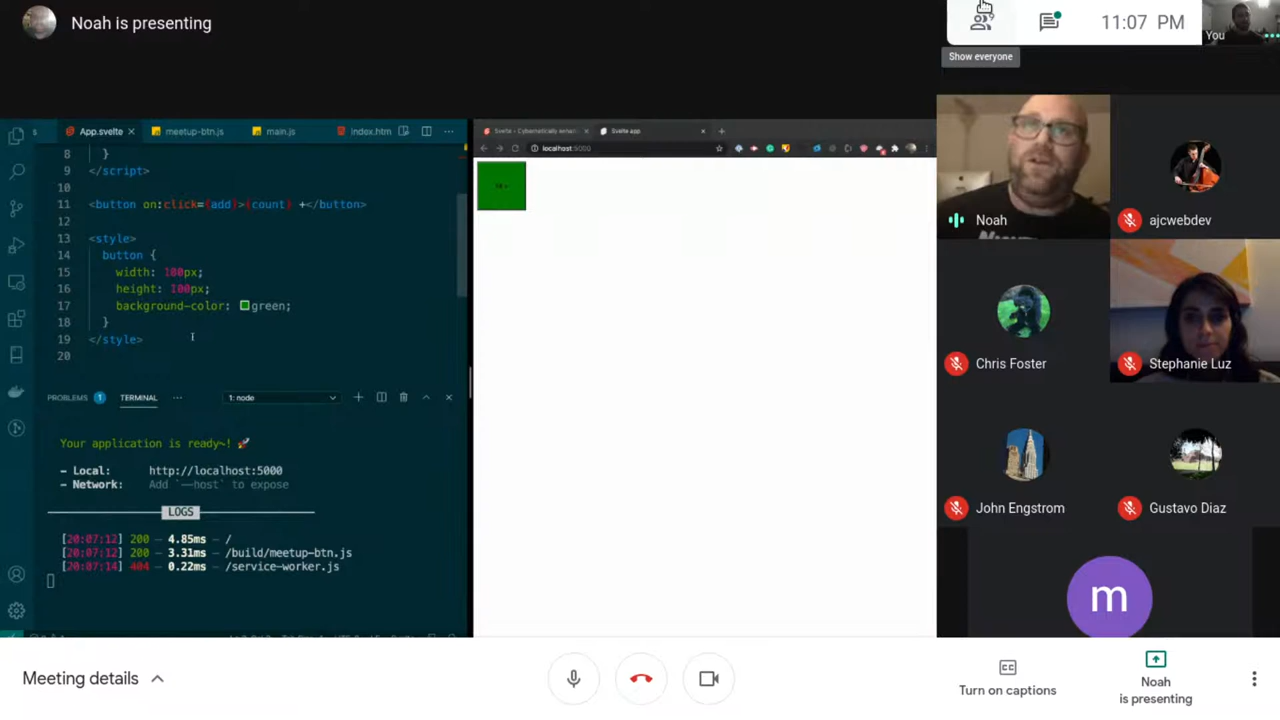 Noah is presenting
9
11:07 PM
You
Show everyone
App.svelte
meetup-btn.js
main.js
index.htm
Svelte app
localhost:5000
8 }
9 </script>
10
11 <button on:click={add}>{count} +</button>
12
13 <style>
14 button {
15 width: 100px;
16 height: 100px;
17 background-color: green;
18 }
19 </style>
20
PROBLEMS 1 TERMINAL ... 1: node
Your application is ready~! 🚀
- Local: http://localhost:5000
- Network: Add `--host` to expose
LOGS
[20:07:12] 200 — 4.85ms — /
[20:07:12] 200 — 3.31ms — /build/meetup-btn.js
[20:07:14] 404 — 0.22ms — /service-worker.js
Noah
ajcwebdev
Chris Foster
Stephanie Luz
John Engstrom
Gustavo Diaz
m
Meeting details
Turn on captions
Noah
is presenting